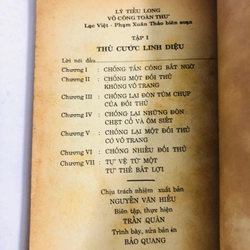 LÝ TIỂU LONG
VÕ CÔNG TOÀN THƯ
Lạc Việt - Phạm Xuân Thảo biên soạn
TẬP I
THỦ CƯỚC LINH DIỆU
Lời nói đầu
Chương I : CHỐNG TẤN CÔNG BẤT NGỜ
Chương II : CHỐNG MỘT ĐỐI THỦ
KHÔNG VÕ TRANG
Chương III : CHỐNG LẠI ĐÒN TÚM CHỤP
CỦA ĐỐI THỦ
Chương IV : CHỐNG LẠI NHỮNG ĐÒN
CHẸT CỔ VÀ ÔM SIẾT
Chương V : CHỐNG LẠI MỘT ĐỐI THỦ
CÓ VÕ TRANG
Chương VI : CHỐNG NHIỀU ĐỐI THỦ
Chương VII : TỰ VỆ TỪ MỘT
TƯ THẾ BẤT LỢI
Chịu trách nhiệm xuất bản
NGUYỄN VĂN HIẾU
Biên tập, thực hiện
TRẦN QUÂN
Trình bày, sửa bản in
BẢO QUANG